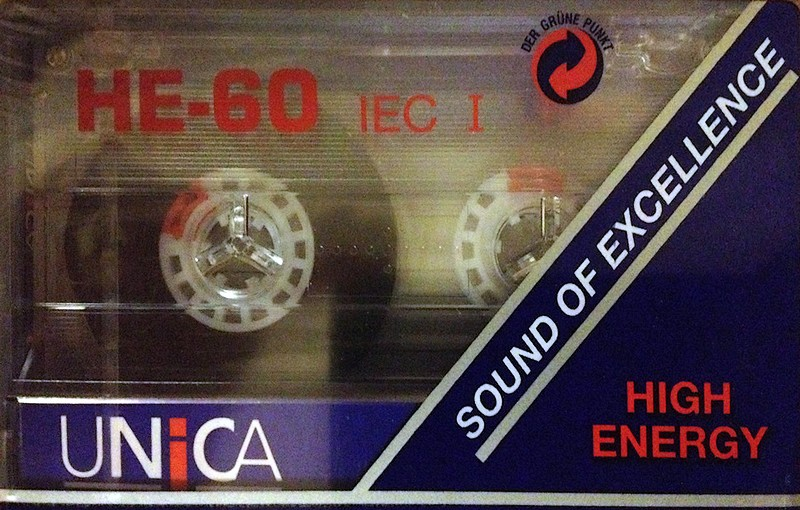 DER GRÜNE PUNKT
HE-60 IEC I
SOUND OF EXCELLENCE
HIGH
ENERGY
UNiCA